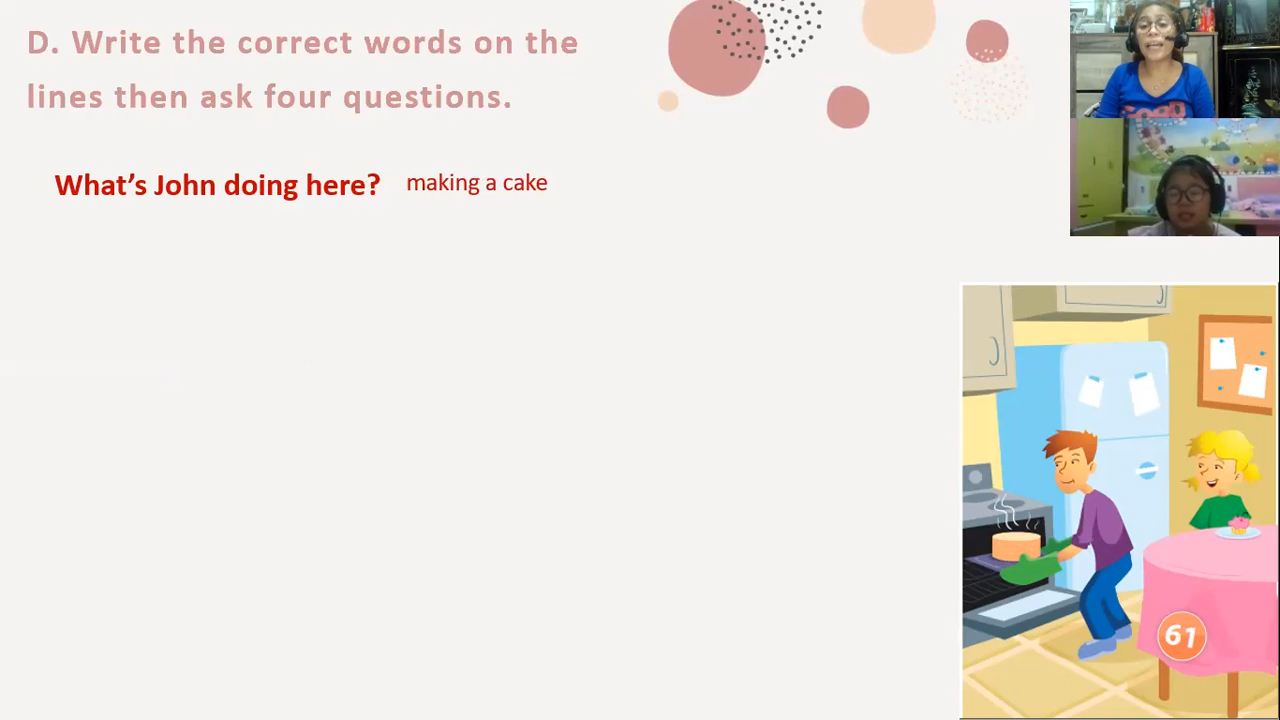 D. Write the correct words on the
lines then ask four questions.
What's John doing here? making a cake
61